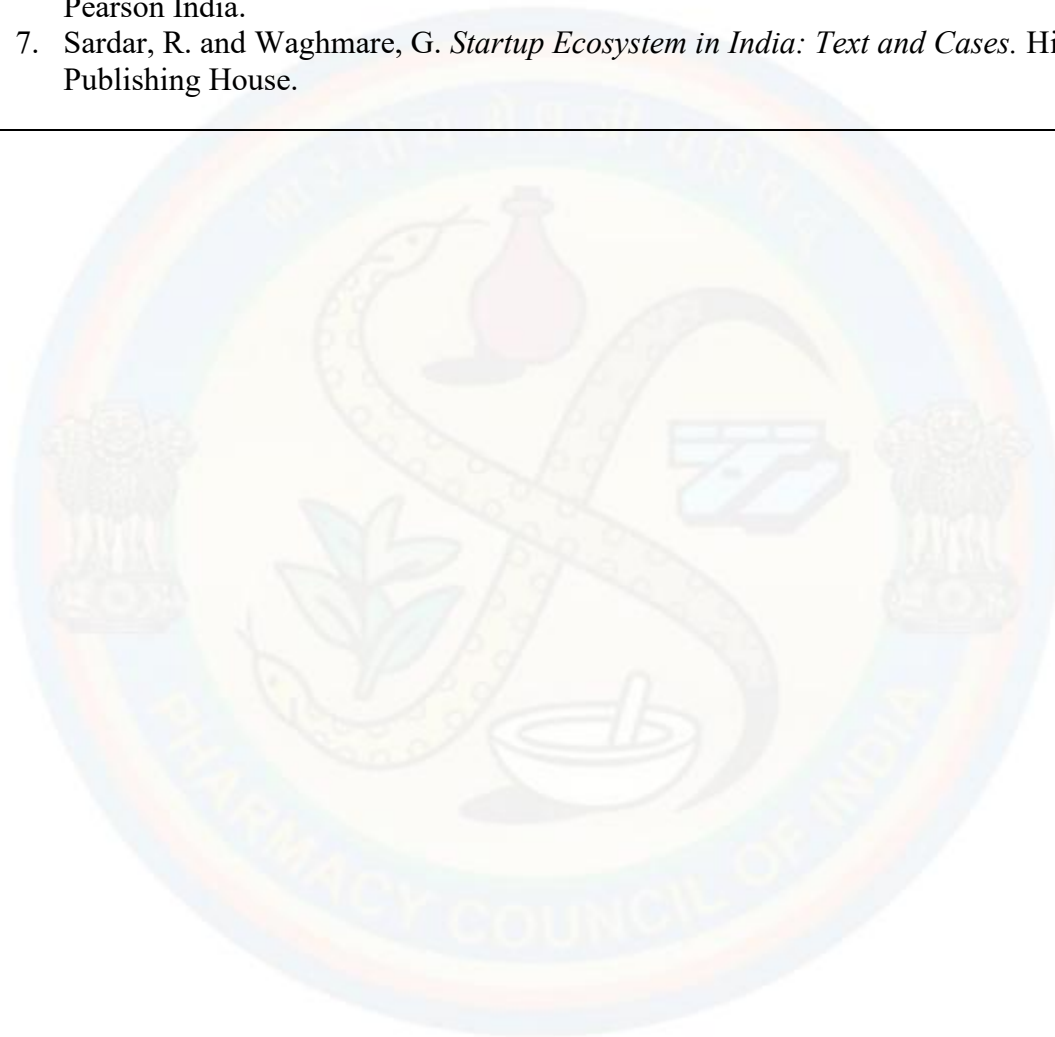 Pearson India.
7. Sardar, R. and Waghmare, G. Startup Ecosystem in India: Text and Cases. Hi
Publishing House.
PHARMACY COUNCIL OF INDIA